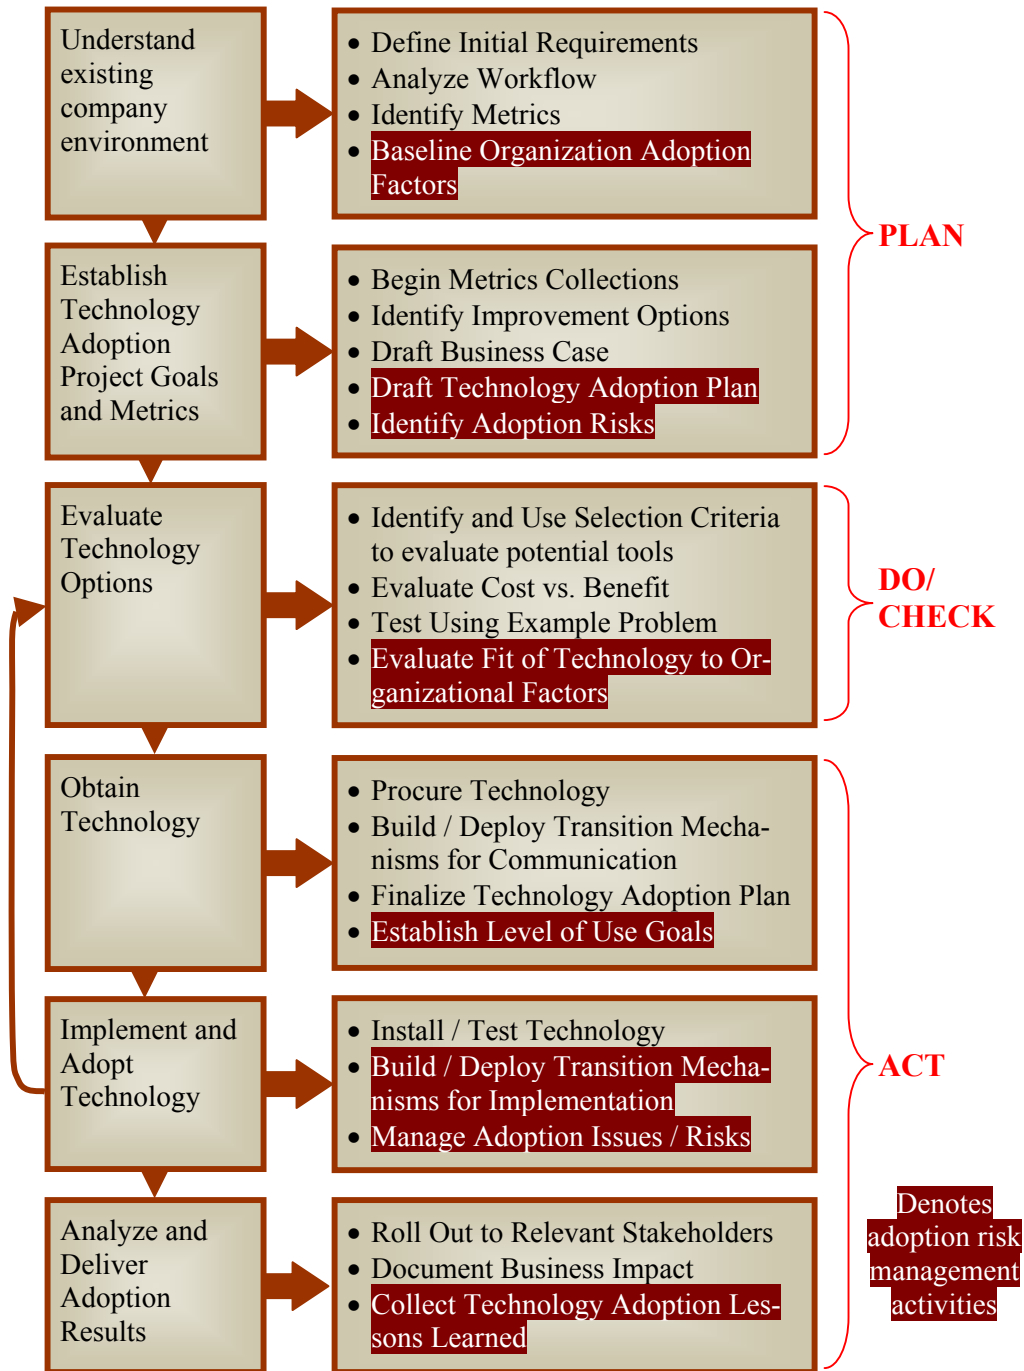 Understand
existing
company
environment
• Define Initial Requirements
• Analyze Workflow
• Identify Metrics
• Baseline Organization Adoption
Factors
PLAN
Establish
Technology
Adoption
Project Goals
and Metrics
• Begin Metrics Collections
• Identify Improvement Options
• Draft Business Case
• Draft Technology Adoption Plan
• Identify Adoption Risks
Evaluate
Technology
Options
• Identify and Use Selection Criteria
to evaluate potential tools
• Evaluate Cost vs. Benefit
• Test Using Example Problem
• Evaluate Fit of Technology to Or-
ganizational Factors
DO/
CHECK
Obtain
Technology
• Procure Technology
• Build / Deploy Transition Mecha-
nisms for Communication
• Finalize Technology Adoption Plan
• Establish Level of Use Goals
Implement and
Adopt
Technology
• Install / Test Technology
• Build / Deploy Transition Mecha-
nisms for Implementation
• Manage Adoption Issues / Risks
ACT
Analyze and
Deliver
Adoption
Results
• Roll Out to Relevant Stakeholders
• Document Business Impact
• Collect Technology Adoption Les-
sons Learned
Denotes
adoption risk
management
activities